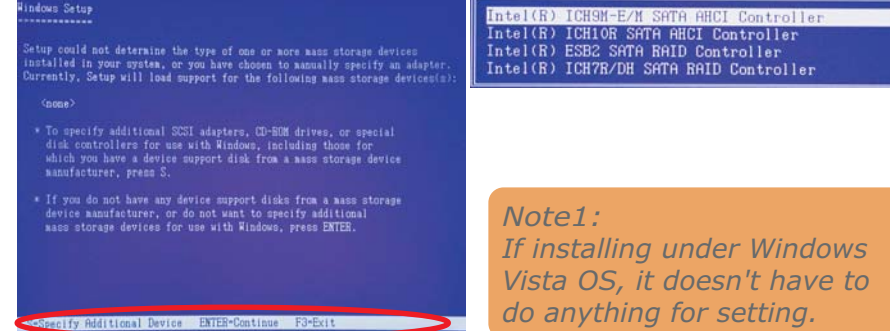 Windows Setup
=============
Setup could not determine the type of one or more mass storage devices
installed in your system, or you have chosen to manually specify an adapter.
Currently, Setup will load support for the following mass storage devices(s):
<none>
* To specify additional SCSI adapters, CD-ROM drives, or special
disk controllers for use with Windows, including those for
which you have a device support disk from a mass storage device
manufacturer, press S.
* If you do not have any device support disks from a mass storage
device manufacturer, or do not want to specify additional
mass storage devices for use with Windows, press ENTER.
S=Specify Additional Device ENTER=Continue F3=Exit
Intel(R) ICH9M-E/M SATA AHCI Controller
Intel(R) ICH10R SATA AHCI Controller
Intel(R) ESB2 SATA RAID Controller
Intel(R) ICH7R/DH SATA RAID Controller
Note1:
If installing under Windows
Vista OS, it doesn't have to
do anything for setting.